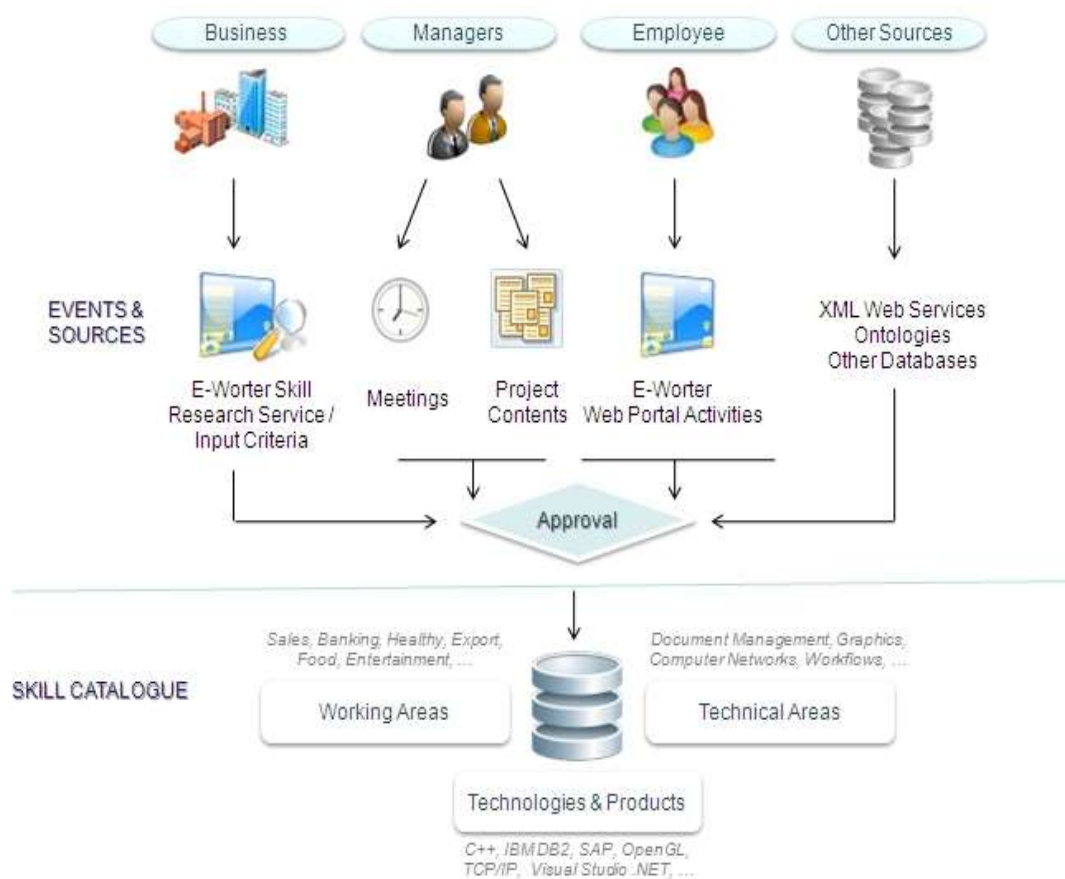 Business
Managers
Employee
Other Sources
EVENTS &
SOURCES
E-Worter Skill
Research Service /
Input Criteria
Meetings
Project
Contents
E-Worter
Web Portal Activities
XML Web Services
Ontologies
Other Databases
Approval
SKILL CATALOGUE
Sales, Banking, Healthy, Export,
Food, Entertainment, ...
Working Areas
Document Management, Graphics,
Computer Networks, Workflows, ...
Technical Areas
Technologies & Products
C++, IBM DB2, SAP, OpenGL,
TCP/IP, Visual Studio .NET, ...